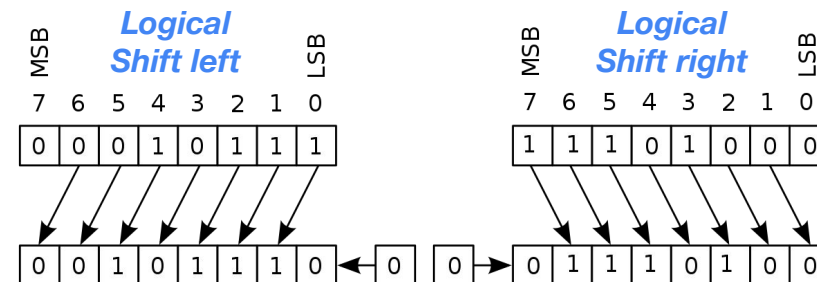 Logical
Shift left
MSB
LSB
7 6 5 4 3 2 1 0
0 0 0 1 0 1 1 1
0 0 1 0 1 1 1 0
0
Logical
Shift right
MSB
LSB
7 6 5 4 3 2 1 0
1 1 1 0 1 0 0 0
0
0 1 1 1 0 1 0 0